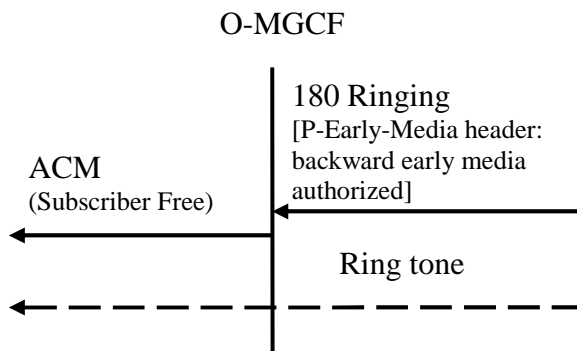 O-MGCF
180 Ringing
[P-Early-Media header:
backward early media
authorized]
ACM
(Subscriber Free)
Ring tone